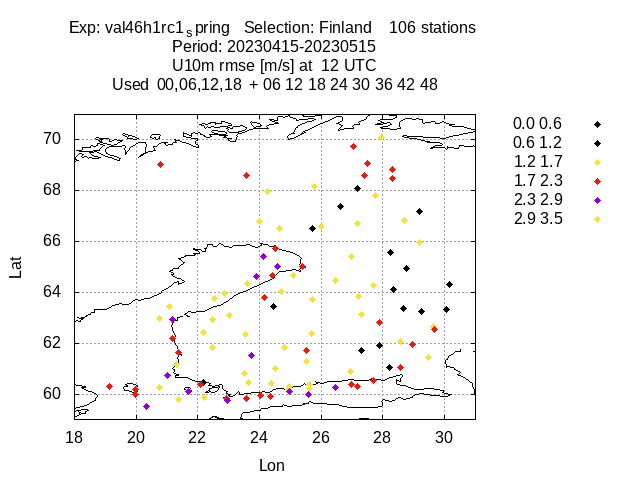 Exp: val46h1rc1spring Selection: Finland 106 stations
Period: 20230415-20230515
U10m rmse [m/s] at 12 UTC
Used 00,06,12,18 + 06 12 18 24 30 36 42 48
0.0 0.6
0.6 1.2
1.2 1.7
1.7 2.3
2.3 2.9
2.9 3.5
Lat
70
68
66
64
62
60
18 20 22 24 26 28 30
Lon